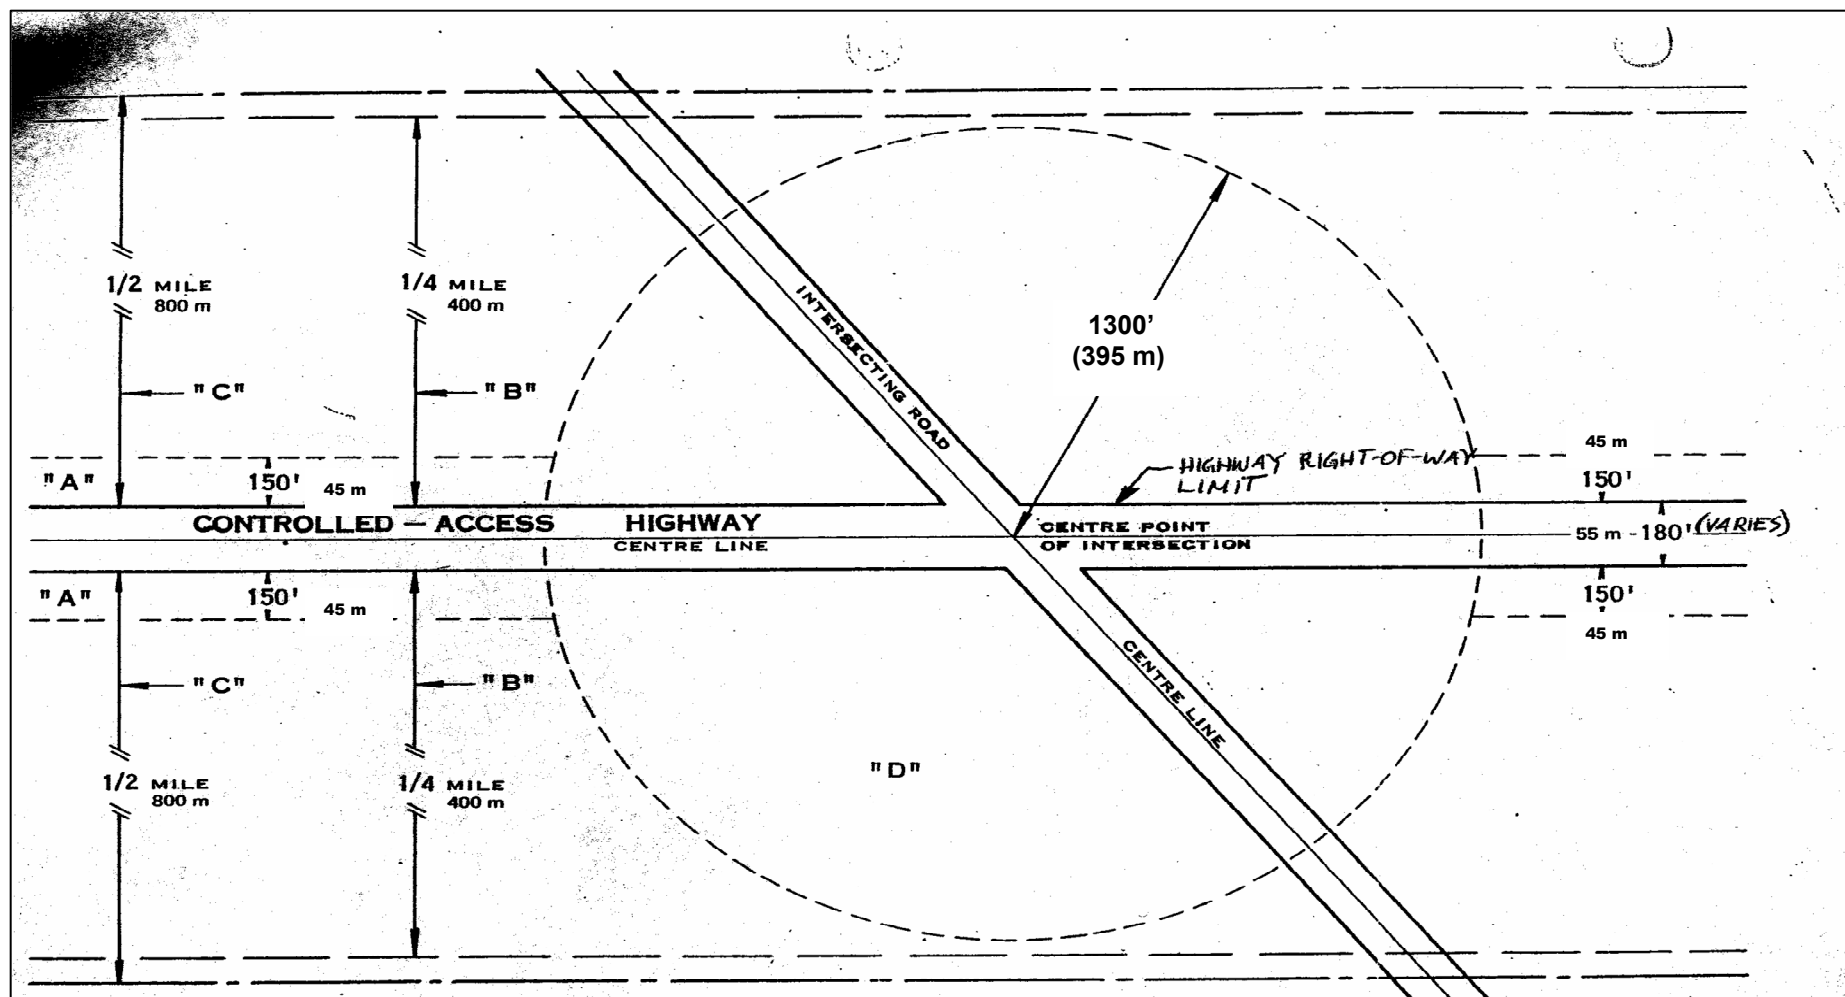 1/2 MILE
800 m
1/4 MILE
400 m
"C"
"B"
INTERSECTING ROAD
1300’
(395 m)
"A"
150'
45 m
HIGHWAY RIGHT-OF-WAY
LIMIT
45 m
150'
CONTROLLED – ACCESS HIGHWAY
CENTRE LINE
CENTRE POINT
OF INTERSECTION
55 m - 180' (VARIES)
"A"
150'
45 m
150'
45 m
"C"
"B"
CENTRE LINE
1/2 MILE
800 m
1/4 MILE
400 m
"D"